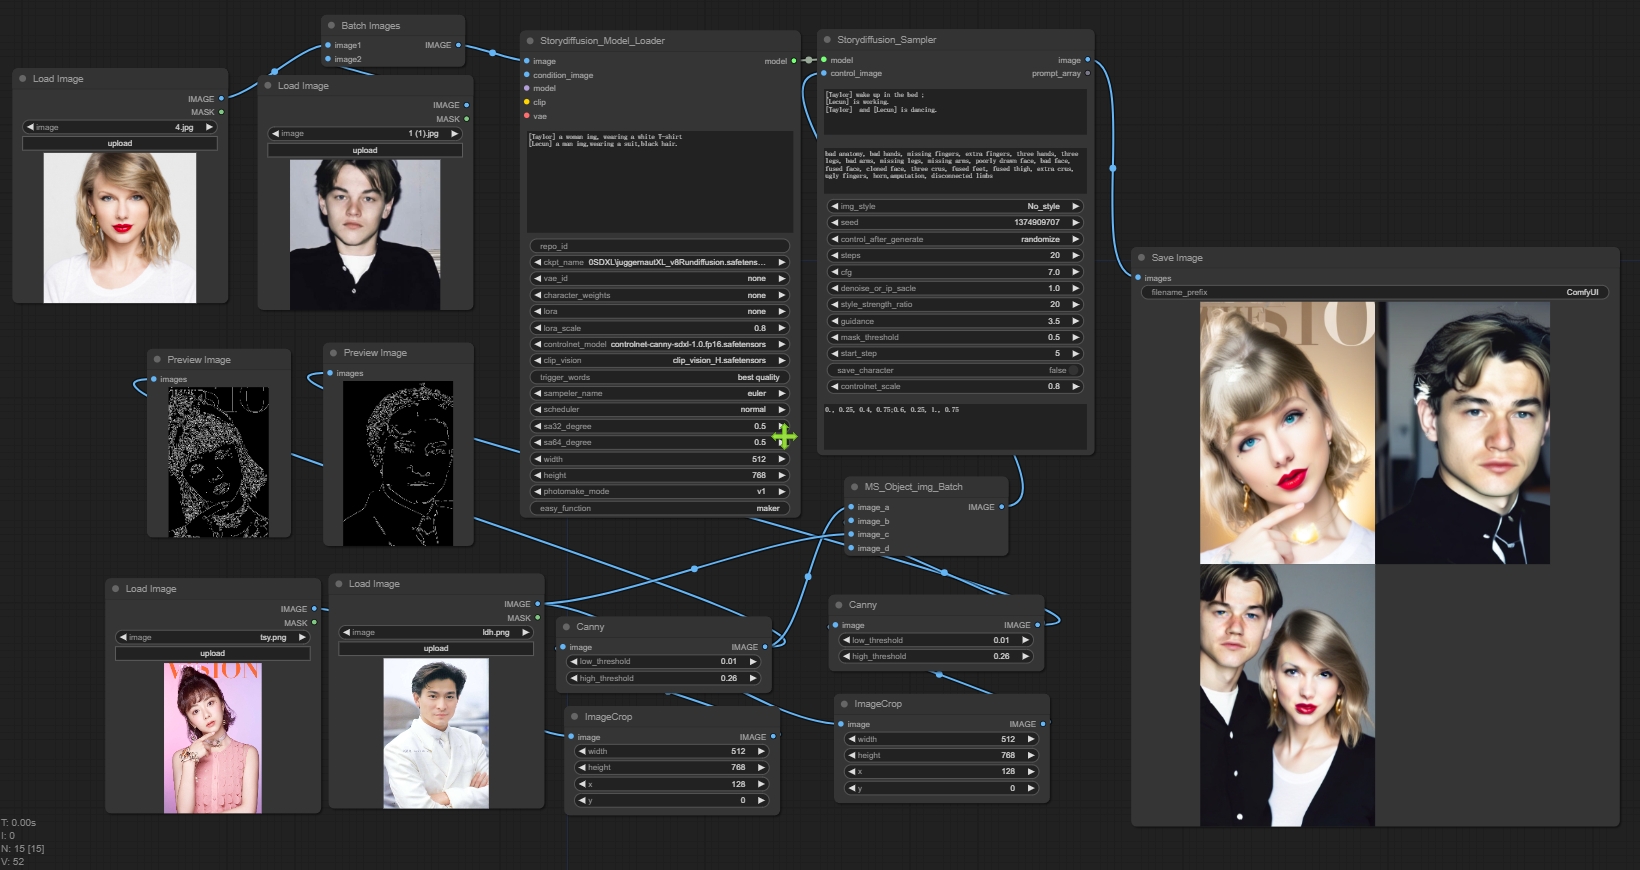 Batch Images
image1
IMAGE
image2
Load Image
IMAGE
MASK
image
4.jpg
upload
Load Image
IMAGE
MASK
image
1 (1).jpg
upload
Storydiffusion_Model_Loader
image
model
condition_image
model
clip
vae
[Taylor] a woman img, wearing a white T-shirt
[Lecun] a man img,wearing a suit,black hair.
repo_id
ckpt_name
0SDXL\juggernautXL_v8Rundiffusion.safetens...
vae_id
none
character_weights
none
lora
none
lora_scale
0.8
controlnet_model
controlnet-canny-sdxl-1.0.fp16.safetensors
clip_vision
clip_vision_H.safetensors
trigger_words
best quality
sampeler_name
euler
scheduler
normal
sa32_degree
0.5
sa64_degree
0.5
width
512
height
768
photomake_mode
v1
easy_function
maker
Storydiffusion_Sampler
model
image
control_image
prompt_array
[Taylor] wake up in the bed ;
[Lecun] is working.
[Taylor]  and [Lecun] is dancing.
bad anatomy, bad hands, missing fingers, extra fingers, three hands, three
legs, bad arms, missing legs, missing arms, poorly drawn face, bad face,
fused face, cloned face, three crus, fused feet, fused thigh, extra crus,
ugly fingers, horn,amputation, disconnected limbs
img_style
No_style
seed
1374909707
control_after_generate
randomize
steps
20
cfg
7.0
denoise_or_ip_sacle
1.0
style_strength_ratio
20
guidance
3.5
mask_threshold
0.5
start_step
5
save_character
false
controlnet_scale
0.8
0., 0.25, 0.4, 0.75;0.6, 0.25, 1., 0.75
Save Image
images
filename_prefix
ComfyUI
Preview Image
images
Preview Image
images
MS_Object_img_Batch
image_a
IMAGE
image_b
image_c
image_d
Load Image
IMAGE
MASK
image
tsy.png
upload
Load Image
IMAGE
MASK
image
ldh.png
upload
Canny
image
IMAGE
low_threshold
0.01
high_threshold
0.26
Canny
image
IMAGE
low_threshold
0.01
high_threshold
0.26
ImageCrop
image
IMAGE
width
512
height
768
x
128
y
0
ImageCrop
image
IMAGE
width
512
height
768
x
128
y
0
T: 0.00s
I: 0
N: 15 [15]
V: 52